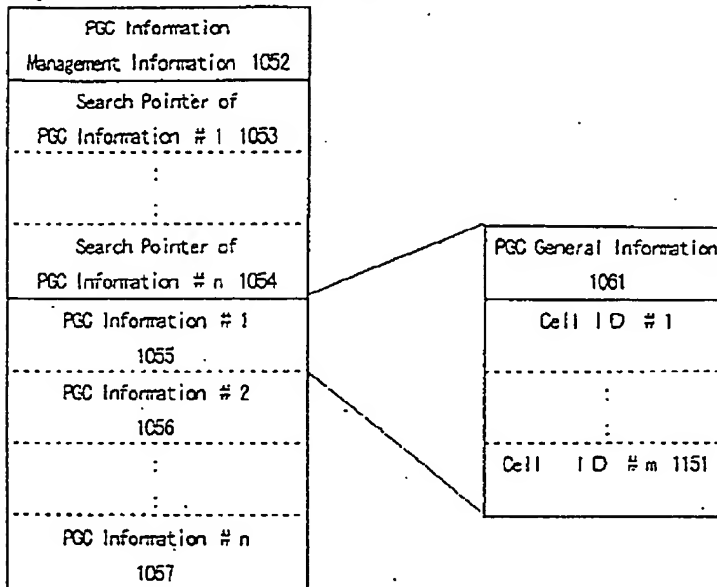 PGC Information
Management Information 1052
Search Pointer of
PGC Information # 1 1053
:
:
Search Pointer of
PGC Information # n 1054
PGC Information # 1
1055
PGC Information # 2
1056
:
:
PGC Information # n
1057
PGC General Information
1061
Cell ID # 1
:
:
Cell ID # m 1151